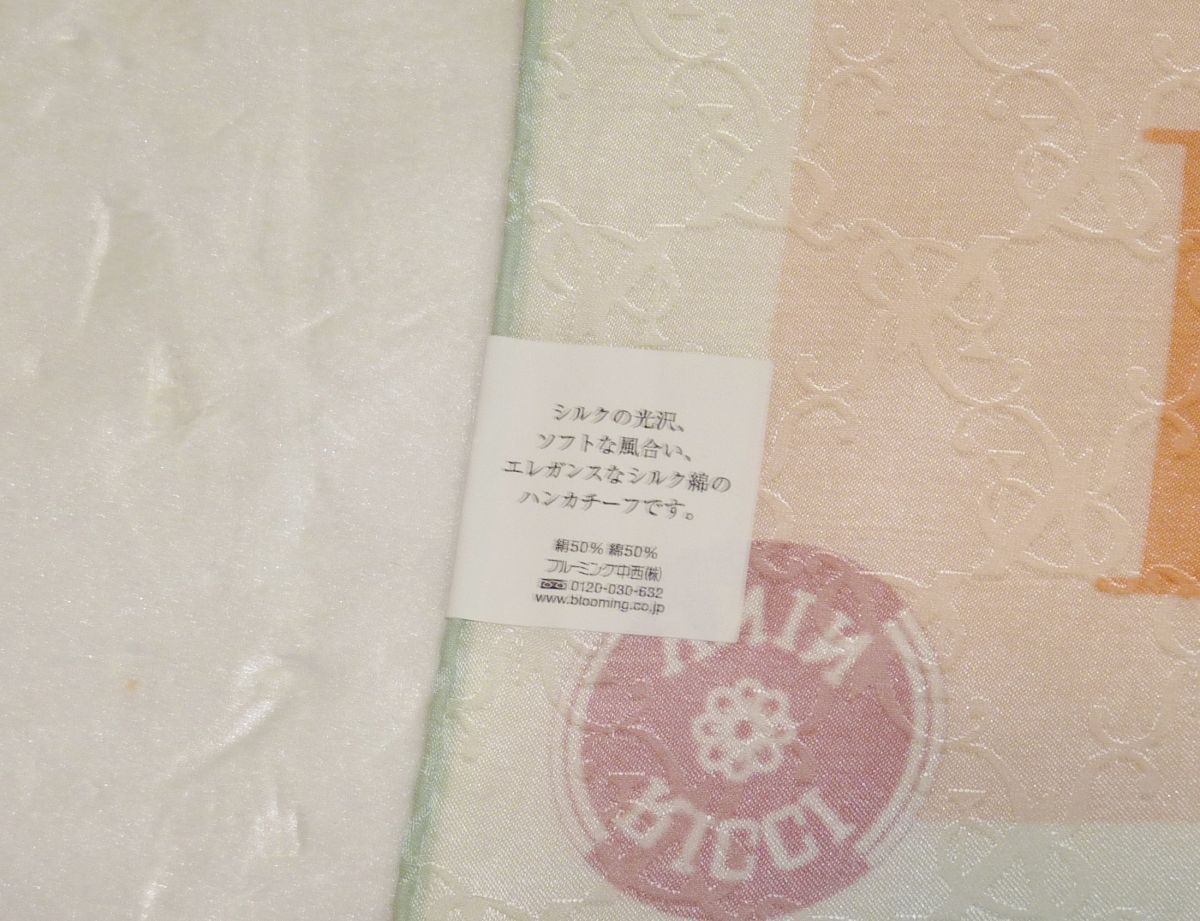 シルクの光沢、
ソフトな風合い、
エレガンスなシルク綿の
ハンカチーフです。
絹50% 綿50%
ブルーミング中西(株)
0120-030-632
www.blooming.co.jp
RICCI